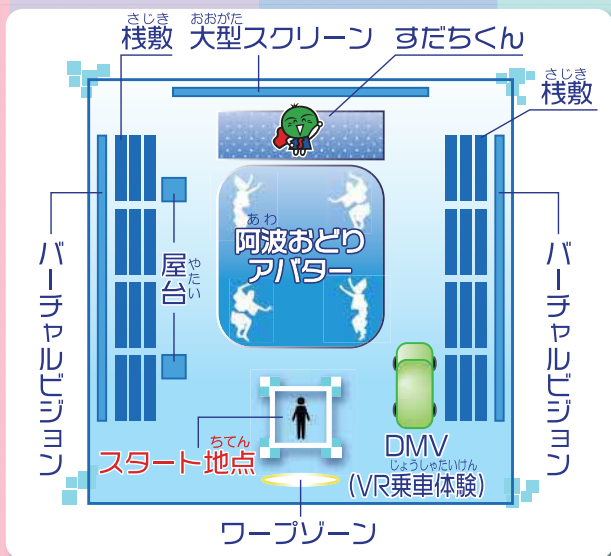 さじき
桟敷
おおがた
大型スクリーン
すだちくん
さじき
桟敷
バーチャルビジョン
屋台
やたい
あわ
阿波おどり
アバター
バーチャルビジョン
ちてん
スタート地点
DMV
じょうしゃたいけん
(VR乗車体験)
ワープゾーン